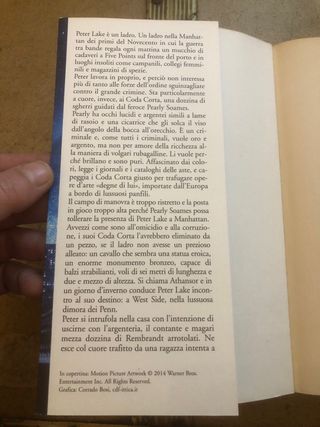 Peter Lake è un ladro. Un ladro nella Manhat-
tan dei primi del Novecento in cui la guerra
tra bande regala ogni mattina un mucchio di
cadaveri a Five Points sul fronte del porto e in
luoghi insoliti come campanili, collegi femmi-
nili e magazzini di spezie.
Peter lavora in proprio, e perciò non interessa
più di tanto alle forze dell'ordine sguinzagliate
contro il grande crimine. Sta particolarmente
a cuore, invece, ai Coda Corta, una dozzina di
sgherri guidati dal feroce Pearly Soames.
Pearly ha occhi lucidi e argentei simili a lame
di rasoio e una cicatrice che gli solca il viso
dall'angolo della bocca all'orecchio. È un cri-
minale e, come tutti i criminali, vuole oro e
argento, ma non per amore della ricchezza al-
la maniera di volgari rubagalline. Li vuole per-
ché brillano e sono puri. Affascinato dai colo-
ri, legge i giornali e i cataloghi delle aste, e ca-
peggia i Coda Corta giusto per trafugare ope-
re d'arte «degne di lui», importate dall'Europa
a bordo di lussuosi panfili.
Il campo di manovra è troppo ristretto e la posta
in gioco troppo alta perché Pearly Soames possa
tollerare la presenza di Peter Lake a Manhattan.
Avvezzi come sono all'omicidio e alla corruzio-
ne, i suoi Coda Corta l'avrebbero eliminato da
un pezzo, se il ladro non avesse un prezioso
alleato: un cavallo che sembra una statua eroica,
un enorme monumento bronzeo, capace di
balzi strabilianti, voli di sei metri di lunghezza e
due e mezzo di altezza. Si chiama Athansor e in
un giorno d'inverno conduce Peter Lake incon-
tro al suo destino: a West Side, nella lussuosa
dimora dei Penn.
Peter si intrufola nella casa con l'intenzione di
uscirne con l'argenteria, il contante e magari
mezza dozzina di Rembrandt arrotolati. Ne
esce col cuore trafitto da una ragazza intenta a
In copertina: Motion Picture Artwork © 2014 Warner Bros.
Entertainment Inc. All Rights Reserved.
Grafica: Corrado Bosi, cdf-ittica.it